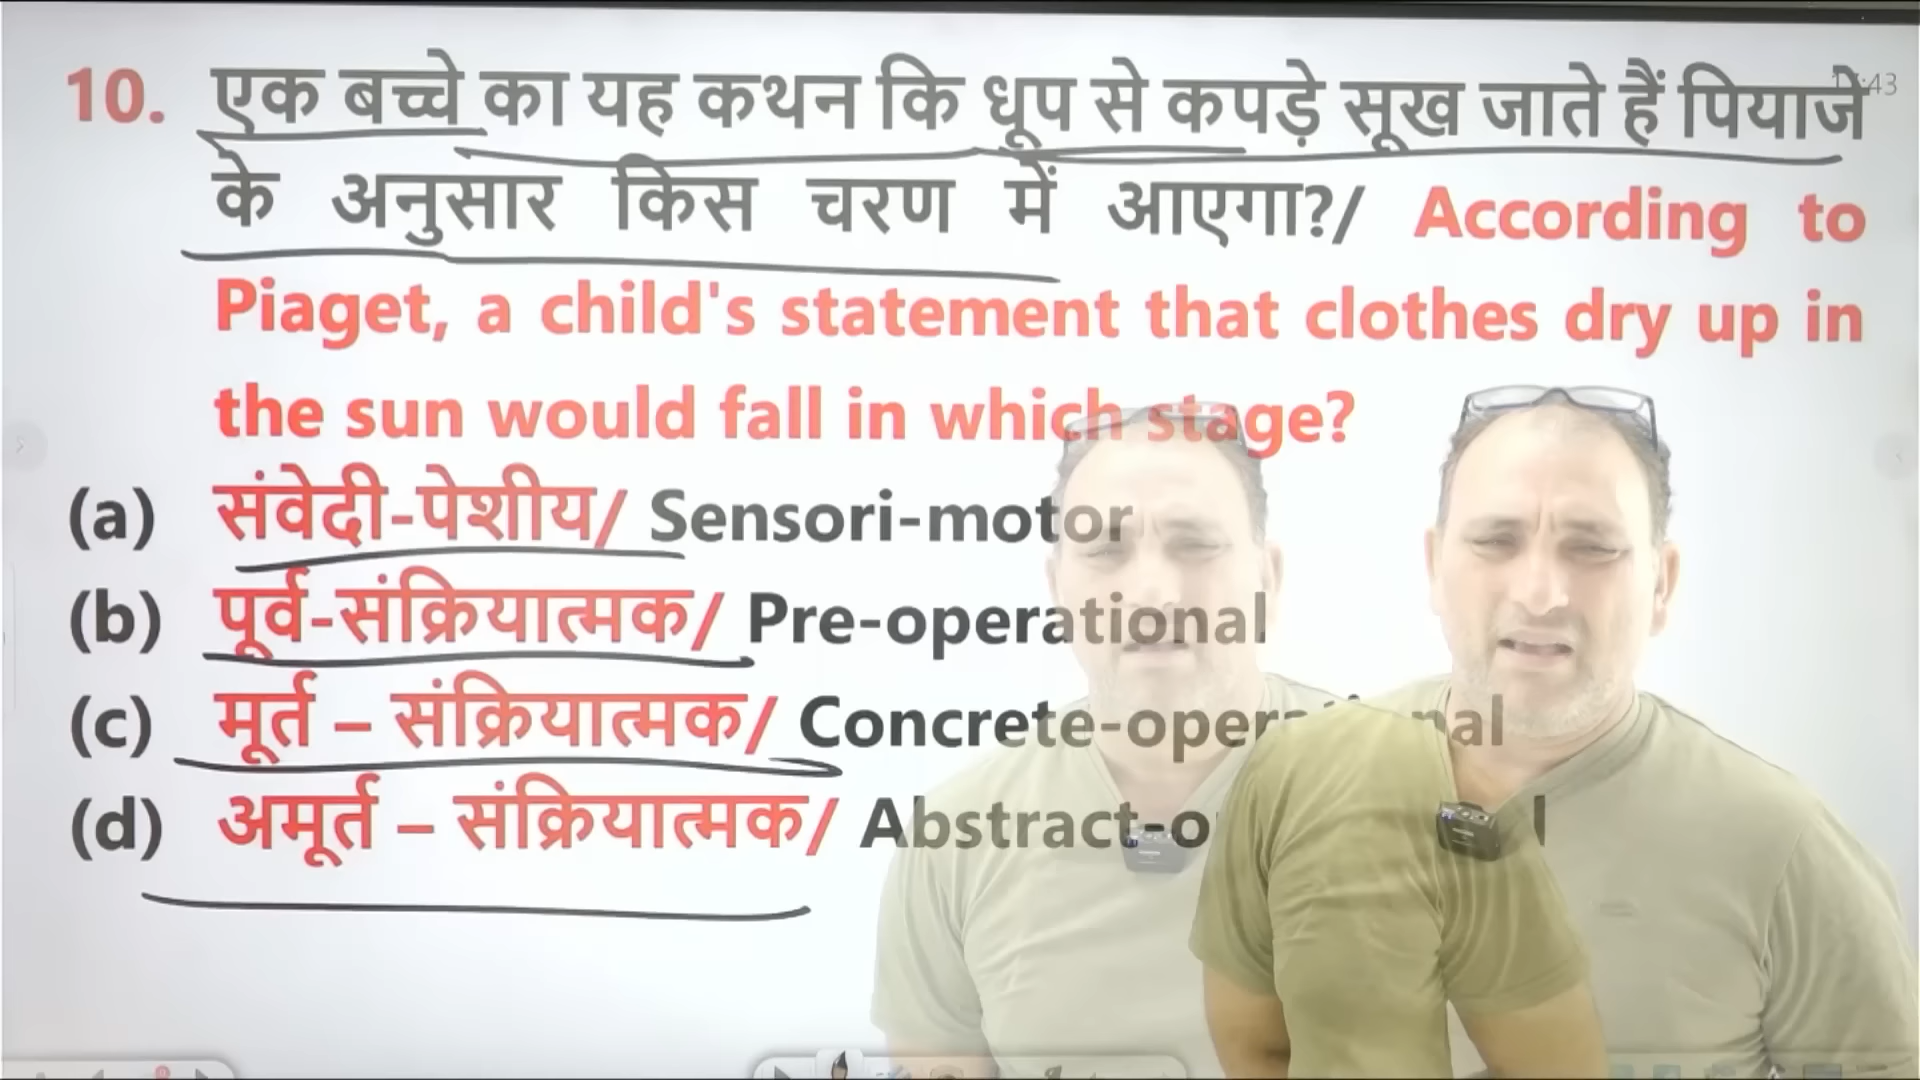 10. एक बच्चे का यह कथन कि धूप से कपड़े सूख जाते हैं पियाजे
के अनुसार किस चरण में आएगा?/ According to
Piaget, a child's statement that clothes dry up in
the sun would fall in which stage?
(a) संवेदी-पेशीय/ Sensori-motor
(b) पूर्व-संक्रियात्मक/ Pre-operational
(c) मूर्त – संक्रियात्मक/ Concrete-operational
(d) अमूर्त – संक्रियात्मक/